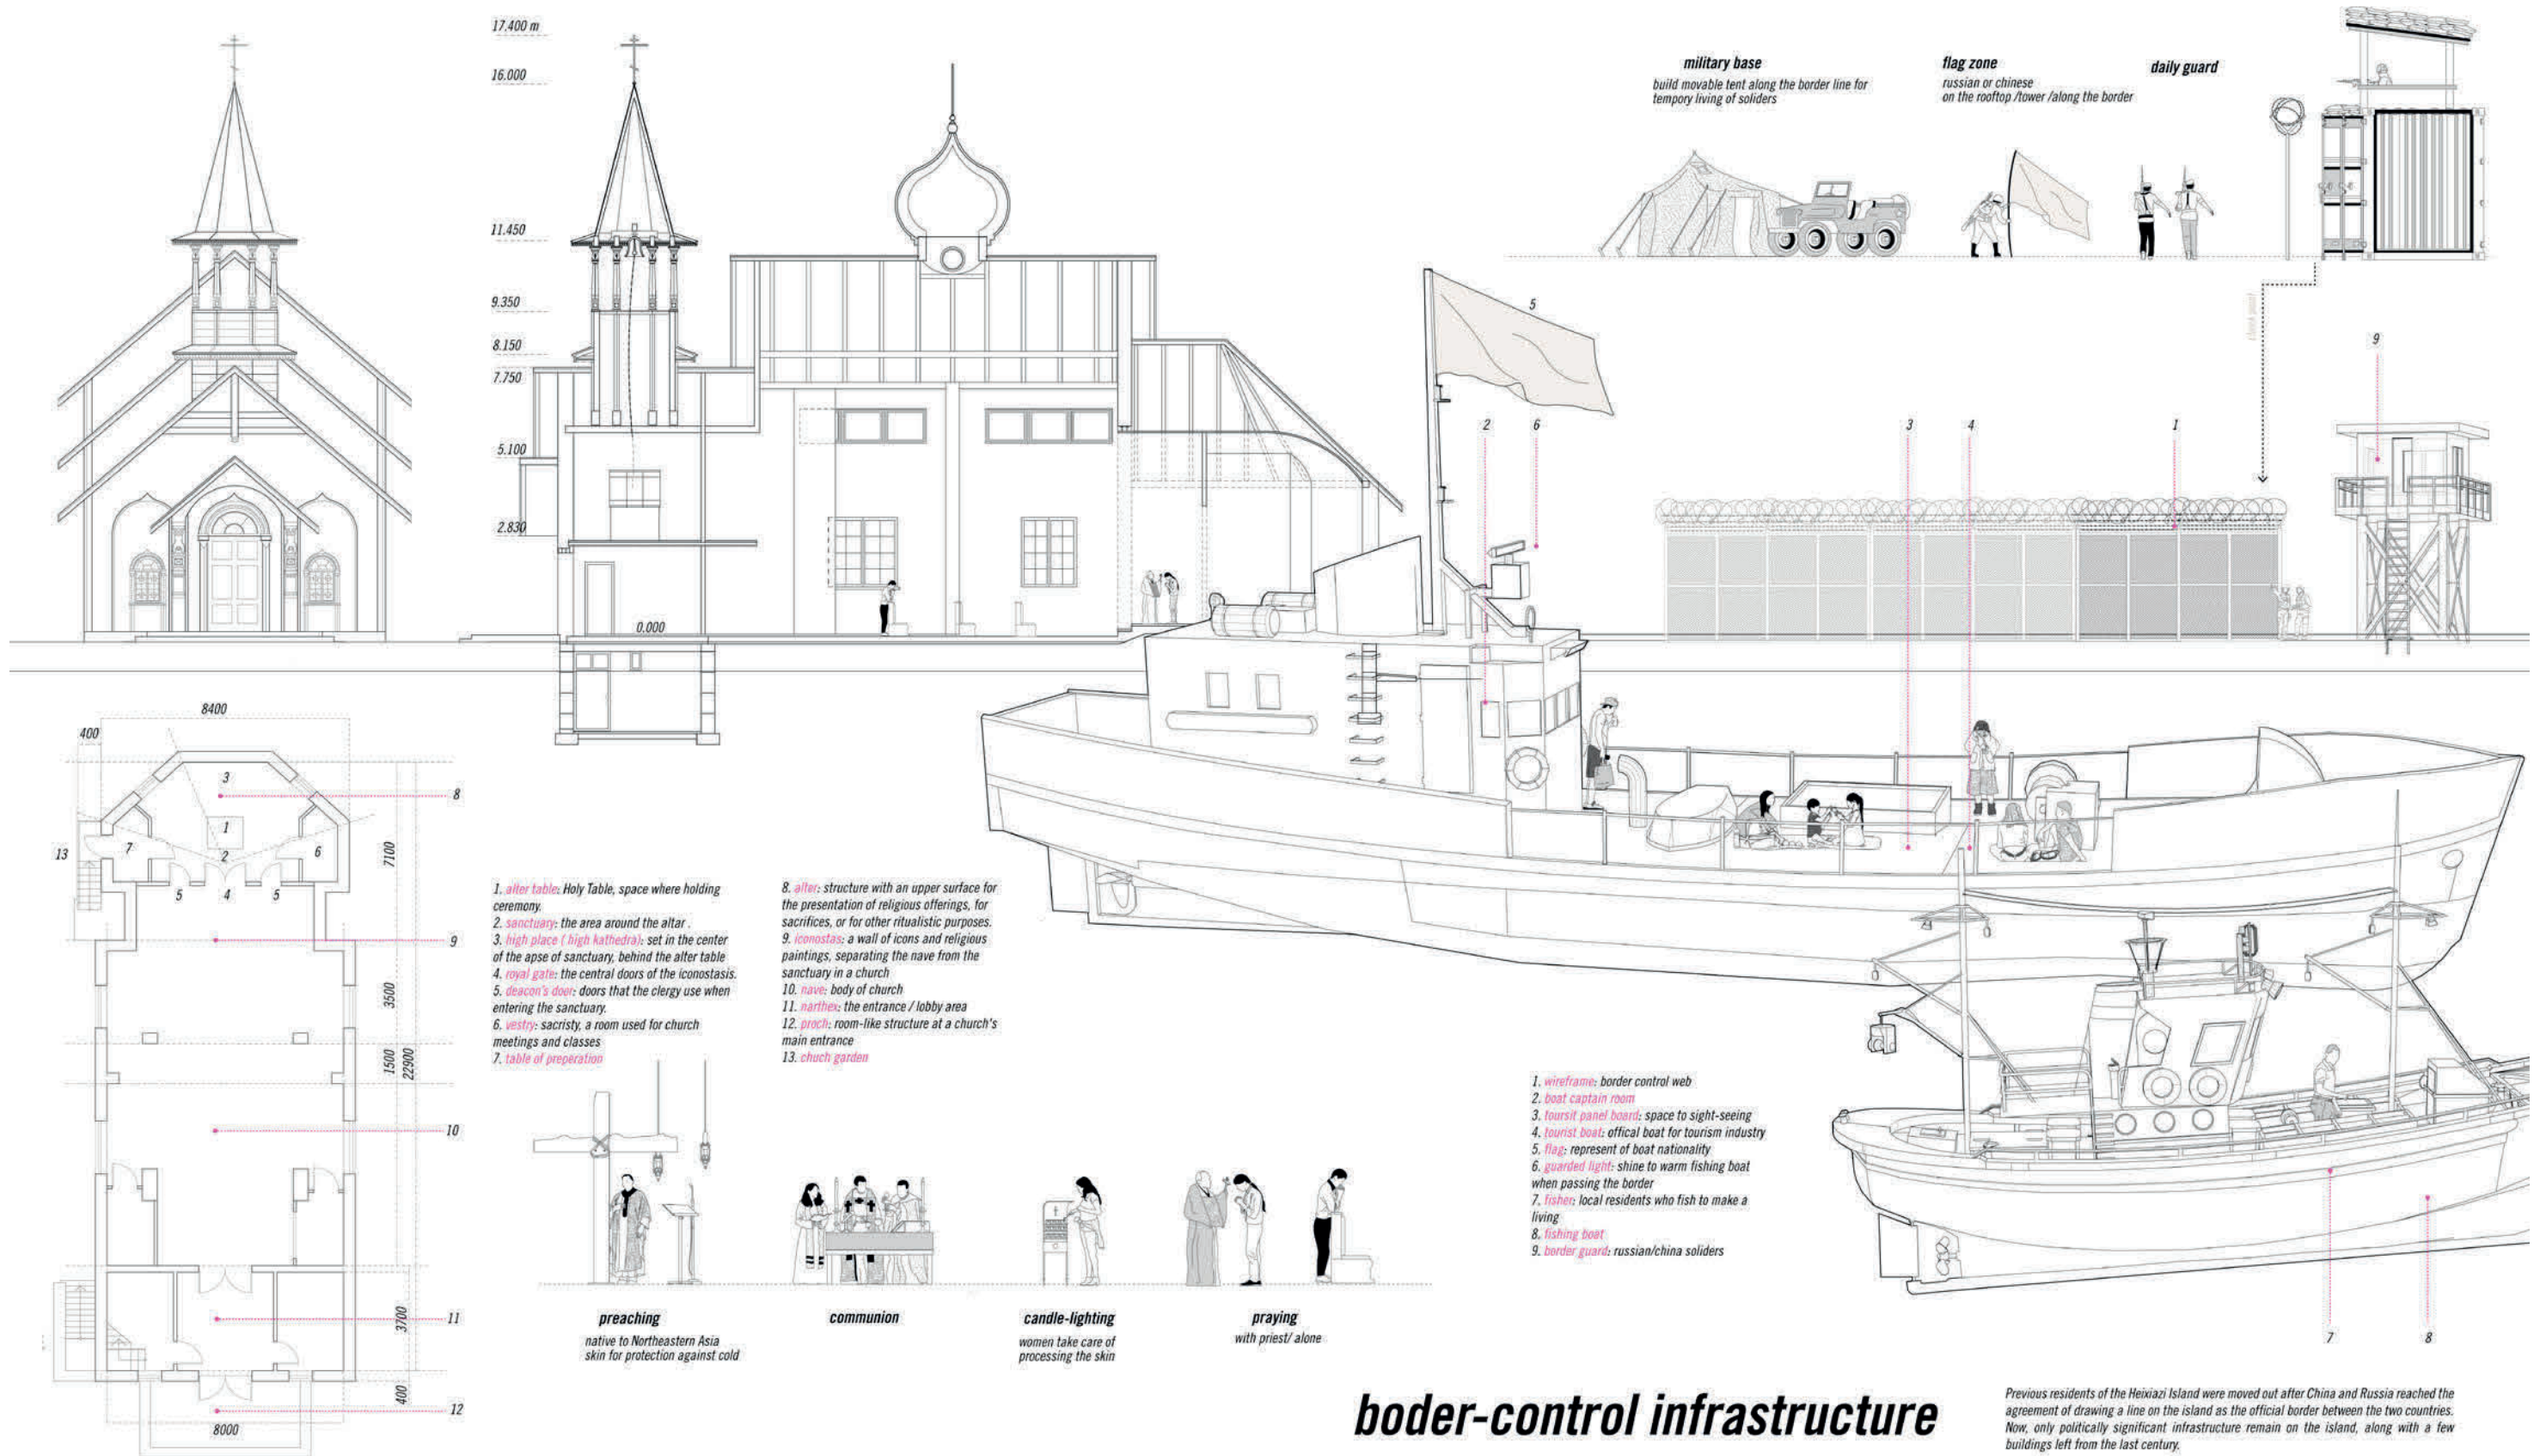 17.400 m
16.000
11.450
9.350
8.150
7.750
5.100
2.830
0.000
military base
build movable tent along the border line for
tempory living of soliders
flag zone
russian or chinese
on the rooftop /tower /along the border
daily guard
check point
5
2
6
3
4
1
9
8400
400
3
8
1
7
2
6
13
5
4
5
7100
9
3500
1500
22900
10
11
3700
400
12
8000
1. alter table: Holy Table, space where holding
ceremony.
2. sanctuary: the area around the altar .
3. high place ( high kathedra): set in the center
of the apse of sanctuary, behind the alter table
4. royal gate: the central doors of the iconostasis.
5. deacon's door: doors that the clergy use when
entering the sanctuary.
6. vestry: sacristy, a room used for church
meetings and classes
7. table of preperation
8. alter: structure with an upper surface for
the presentation of religious offerings, for
sacrifices, or for other ritualistic purposes.
9. iconostas: a wall of icons and religious
paintings, separating the nave from the
sanctuary in a church
10. nave: body of church
11. narthex: the entrance / lobby area
12. proch: room-like structure at a church's
main entrance
13. chuch garden
preaching
native to Northeastern Asia
skin for protection against cold
communion
candle-lighting
women take care of
processing the skin
praying
with priest/ alone
1. wireframe: border control web
2. boat captain room
3. toursit panel board: space to sight-seeing
4. tourist boat: offical boat for tourism industry
5. flag: represent of boat nationality
6. guarded light: shine to warm fishing boat
when passing the border
7. fisher: local residents who fish to make a
living
8. fishing boat
9. border guard: russian/china soliders
7
8
boder-control infrastructure
Previous residents of the Heixiazi Island were moved out after China and Russia reached the
agreement of drawing a line on the island as the official border between the two countries.
Now, only politically significant infrastructure remain on the island, along with a few
buildings left from the last century.